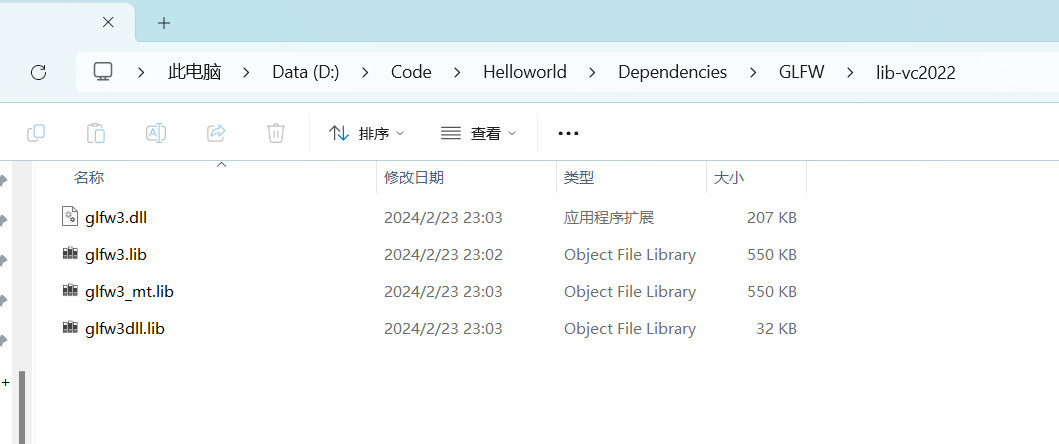 此电脑 > Data (D:) > Code > Helloworld > Dependencies > GLFW > lib-vc2022
排序 查看
名称 修改日期 类型 大小
glfw3.dll 2024/2/23 23:03 应用程序扩展 207 KB
glfw3.lib 2024/2/23 23:02 Object File Library 550 KB
glfw3_mt.lib 2024/2/23 23:03 Object File Library 550 KB
glfw3dll.lib 2024/2/23 23:03 Object File Library 32 KB